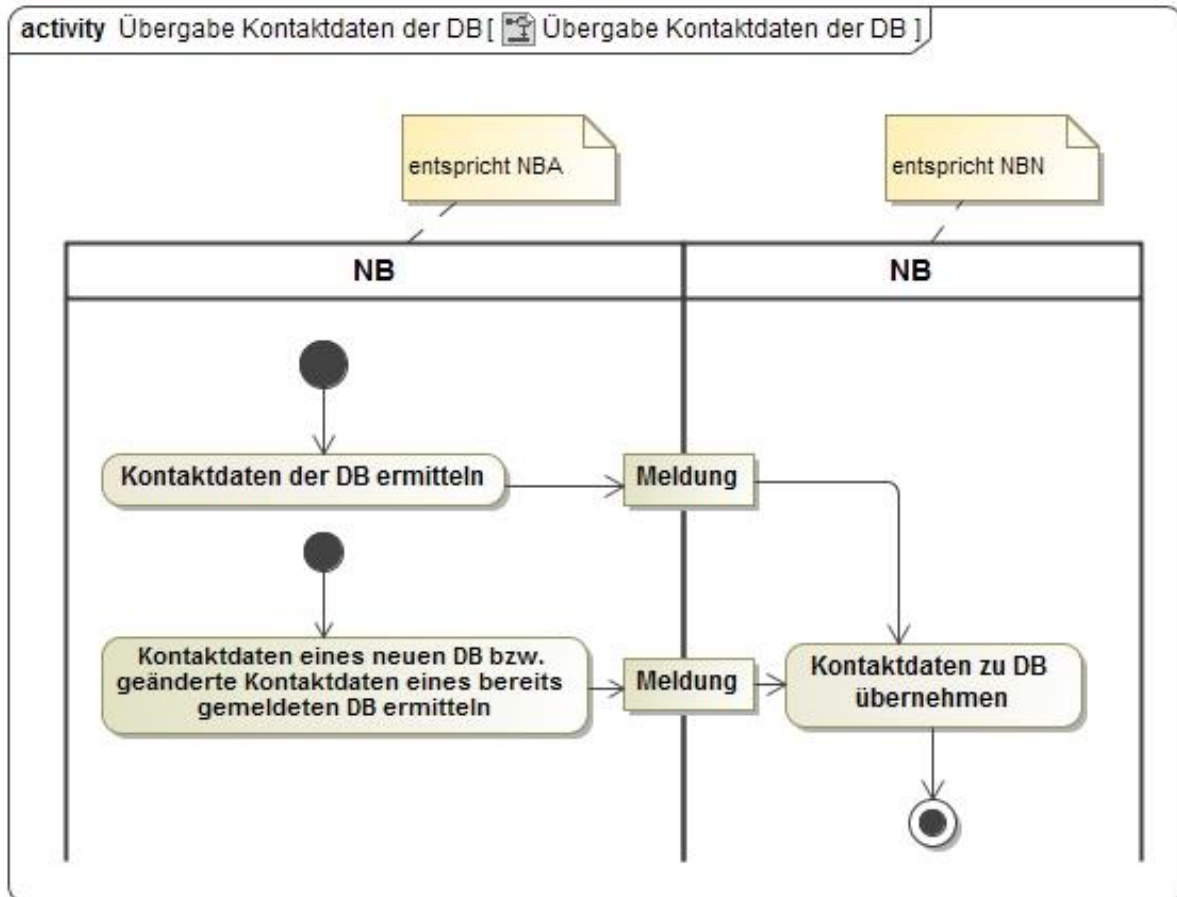 activity Übergabe Kontaktdaten der DB [ Übergabe Kontaktdaten der DB ]
entspricht NBA
entspricht NBN
NB
NB
Kontaktdaten der DB ermitteln
Meldung
Kontaktdaten eines neuen DB bzw.
geänderte Kontaktdaten eines bereits
gemeldeten DB ermitteln
Meldung
Kontaktdaten zu DB
übernehmen